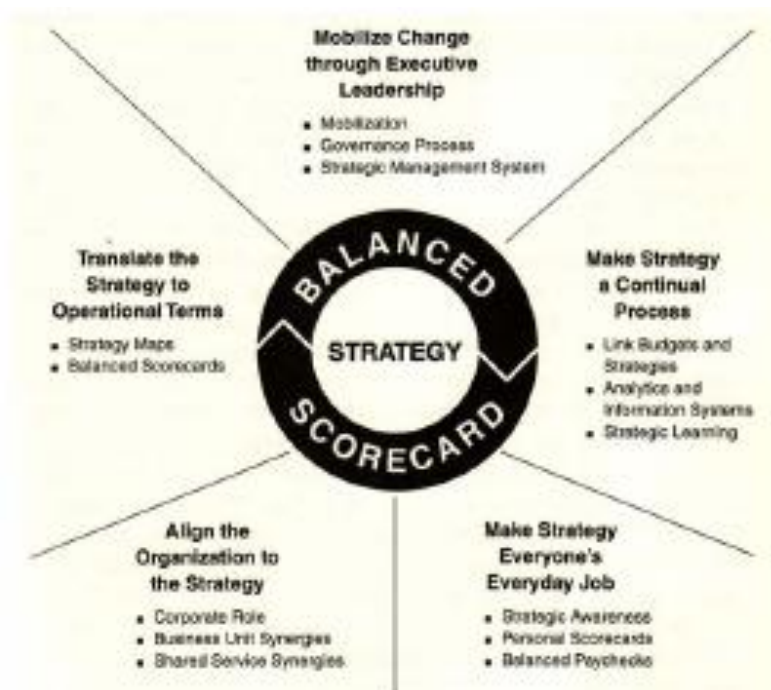 Mobilize Change
through Executive
Leadership
▪ Mobilization
▪ Governance Process
▪ Strategic Management System
Translate the
Strategy to
Operational Terms
▪ Strategy Maps
▪ Balanced Scorecards
BALANCED
STRATEGY
SCORECARD
Make Strategy
a Continual
Process
▪ Link Budgets and
Strategies
▪ Analytics and
Information Systems
▪ Strategic Learning
Align the
Organization to
the Strategy
▪ Corporate Role
▪ Business Unit Synergies
▪ Shared Service Synergies
Make Strategy
Everyone's
Everyday Job
▪ Strategic Awareness
▪ Personal Scorecards
▪ Balanced Paychecks